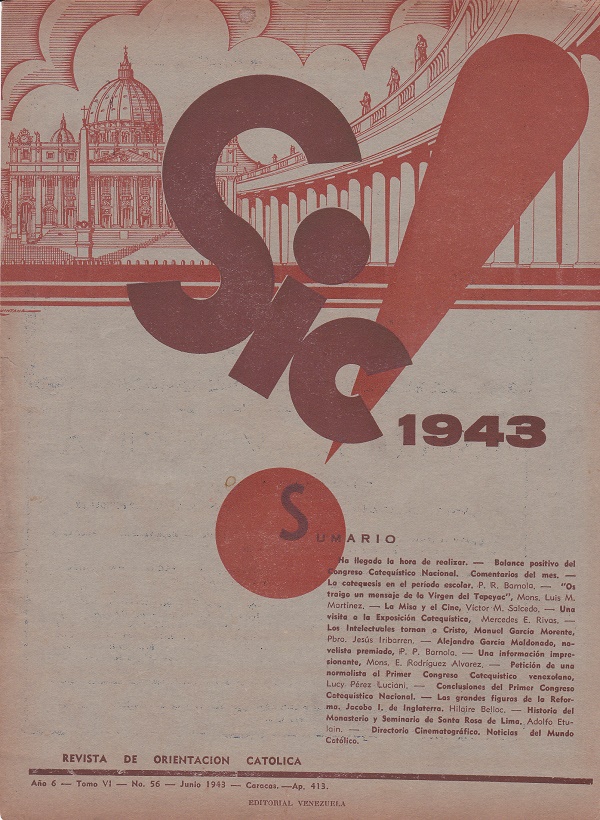 Sic!
1943
SUMARIO
Ha llegado la hora de realizar. — Balance positivo del
Congreso Catequístico Nacional. Comentarios del mes. —
La catequesis en el período escolar. P. R. Barnola. — "Os
traigo un mensaje de la Virgen del Tepeyac", Mons. Luis M.
Martínez. — La Misa y el Cine, Víctor M. Salcedo. — Una
visita a la Exposición Catequística, Mercedes E. Rivas. —
Los Intelectuales tornan a Cristo, Manuel García Morente,
Pbro. Jesús Iribarren. — Alejandro García Maldonado, no-
velista premiado, P. P. Barnola. — Una información impre-
sionante, Mons. E. Rodríguez Alvarez. — Petición de una
normalista al Primer Congreso Catequístico venezolano,
Lucy Pérez Luciani. — Conclusiones del Primer Congreso
Catequístico Nacional. — Las grandes figuras de la Refor-
ma. Jacobo I, de Inglaterra. Hilaire Belloc. — Historia del
Monasterio y Seminario de Santa Rosa de Lima, Adolfo Etu-
lain. — Directorio Cinematográfico. Noticias del Mundo
Católico. —
REVISTA DE ORIENTACION CATOLICA
Año 6 — Tomo VI — No. 56 — Junio 1943 — Caracas. —Ap. 413.
EDITORIAL VENEZUELA